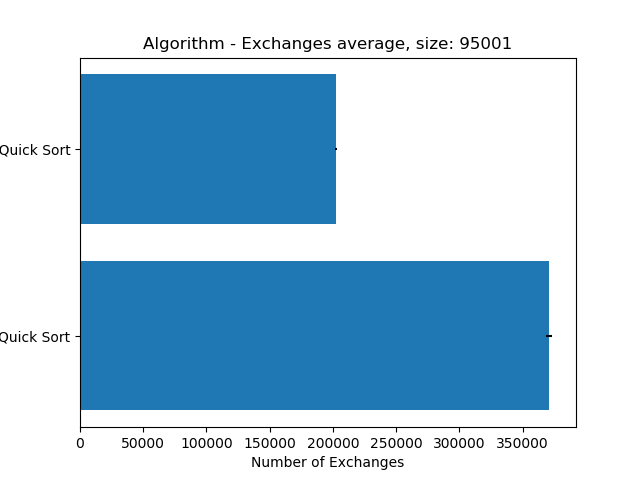 Algorithm - Exchanges average, size: 95001
Quick Sort
Quick Sort
0 50000 100000 150000 200000 250000 300000 350000
Number of Exchanges